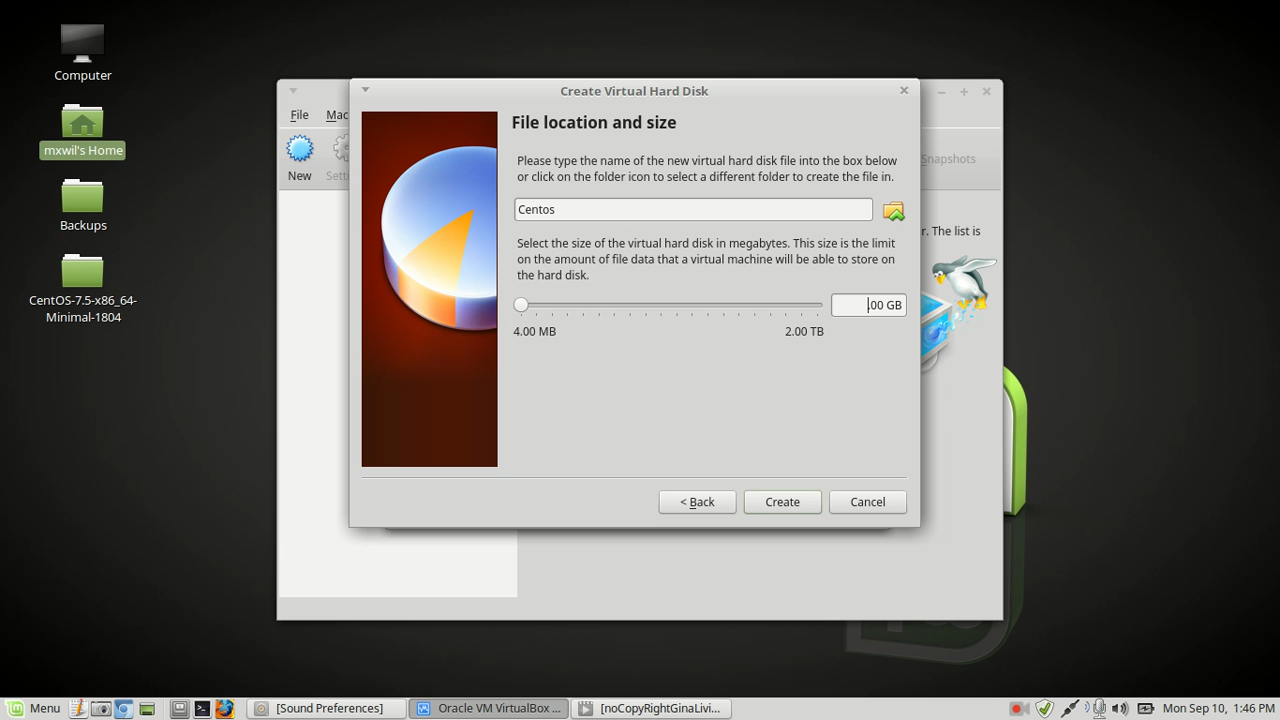 Computer
mxwil's Home
Backups
CentOS-7.5-x86_64-
Minimal-1804
File
Mac
New
Setti
Snapshots
r. The list is
Create Virtual Hard Disk
File location and size
Please type the name of the new virtual hard disk file into the box below
or click on the folder icon to select a different folder to create the file in.
Centos
Select the size of the virtual hard disk in megabytes. This size is the limit
on the amount of file data that a virtual machine will be able to store on
the hard disk.
.00 GB
4.00 MB
2.00 TB
< Back
Create
Cancel
Menu
[Sound Preferences]
Oracle VM VirtualBox ...
[noCopyRightGinaLivi...
Mon Sep 10, 1:46 PM